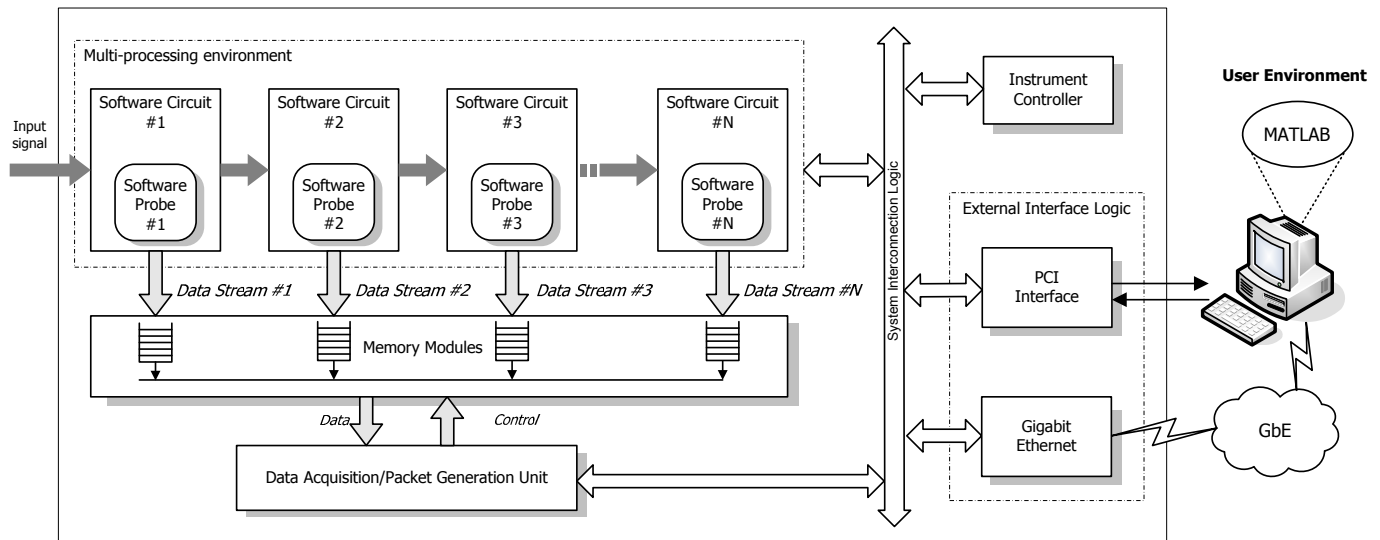 Multi-processing environment
Software Circuit
#1
Software Circuit
#2
Software Circuit
#3
Software Circuit
#N
Input
signal
Software
Probe
#1
Software
Probe
#2
Software
Probe
#3
Software
Probe
#N
Data Stream #1
Data Stream #2
Data Stream #3
Data Stream #N
Memory Modules
Data
Control
Data Acquisition/Packet Generation Unit
System Interconnection Logic
Instrument
Controller
External Interface Logic
PCI
Interface
Gigabit
Ethernet
User Environment
MATLAB
GbE